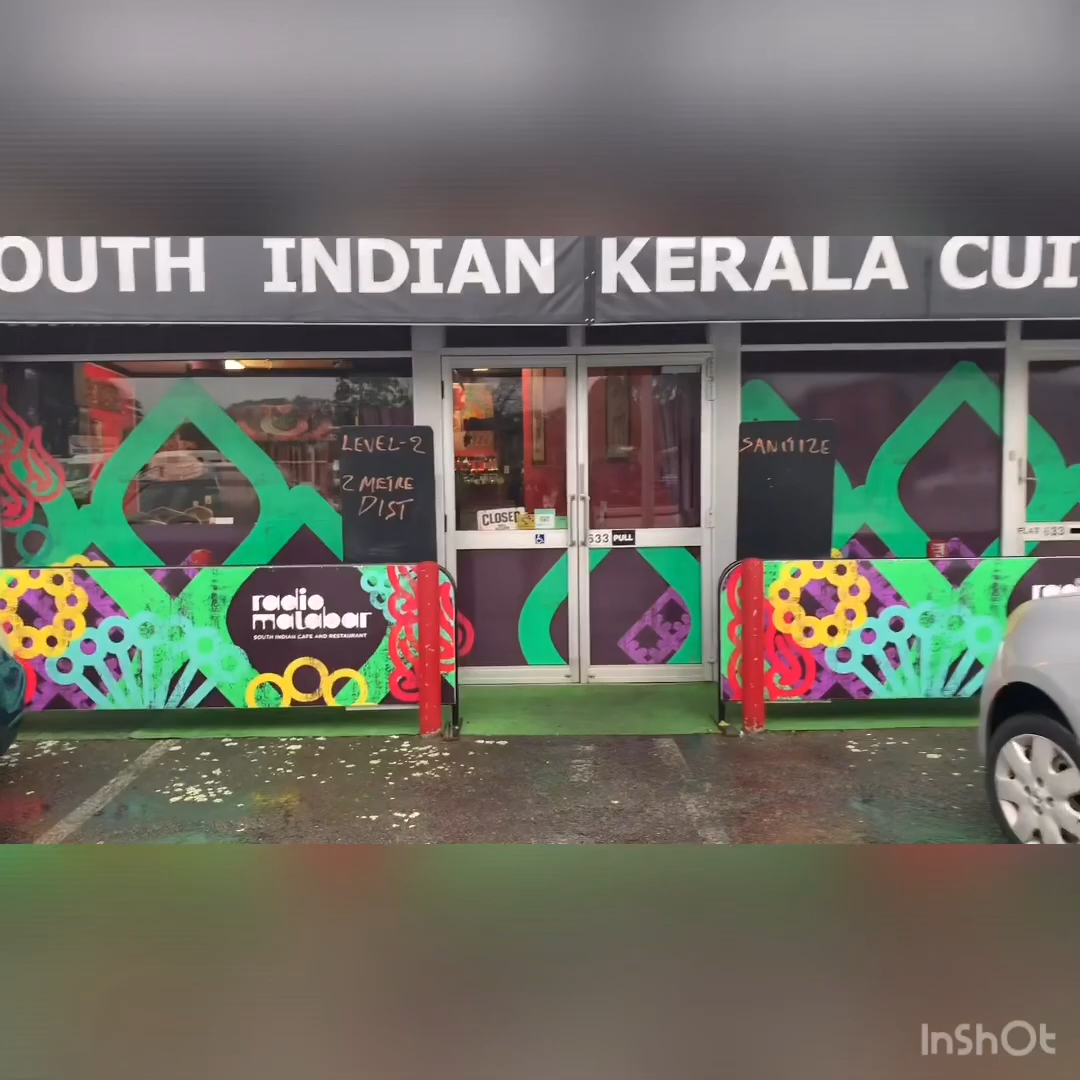 OUTH INDIAN KERALA CUI
LEVEL-2
2 METRE
DIST
SANITIZE
CLOSED
633 PULL
FLAT 633
radio
malabar
SOUTH INDIAN CAFE AND RESTAURANT
radio
InShOt